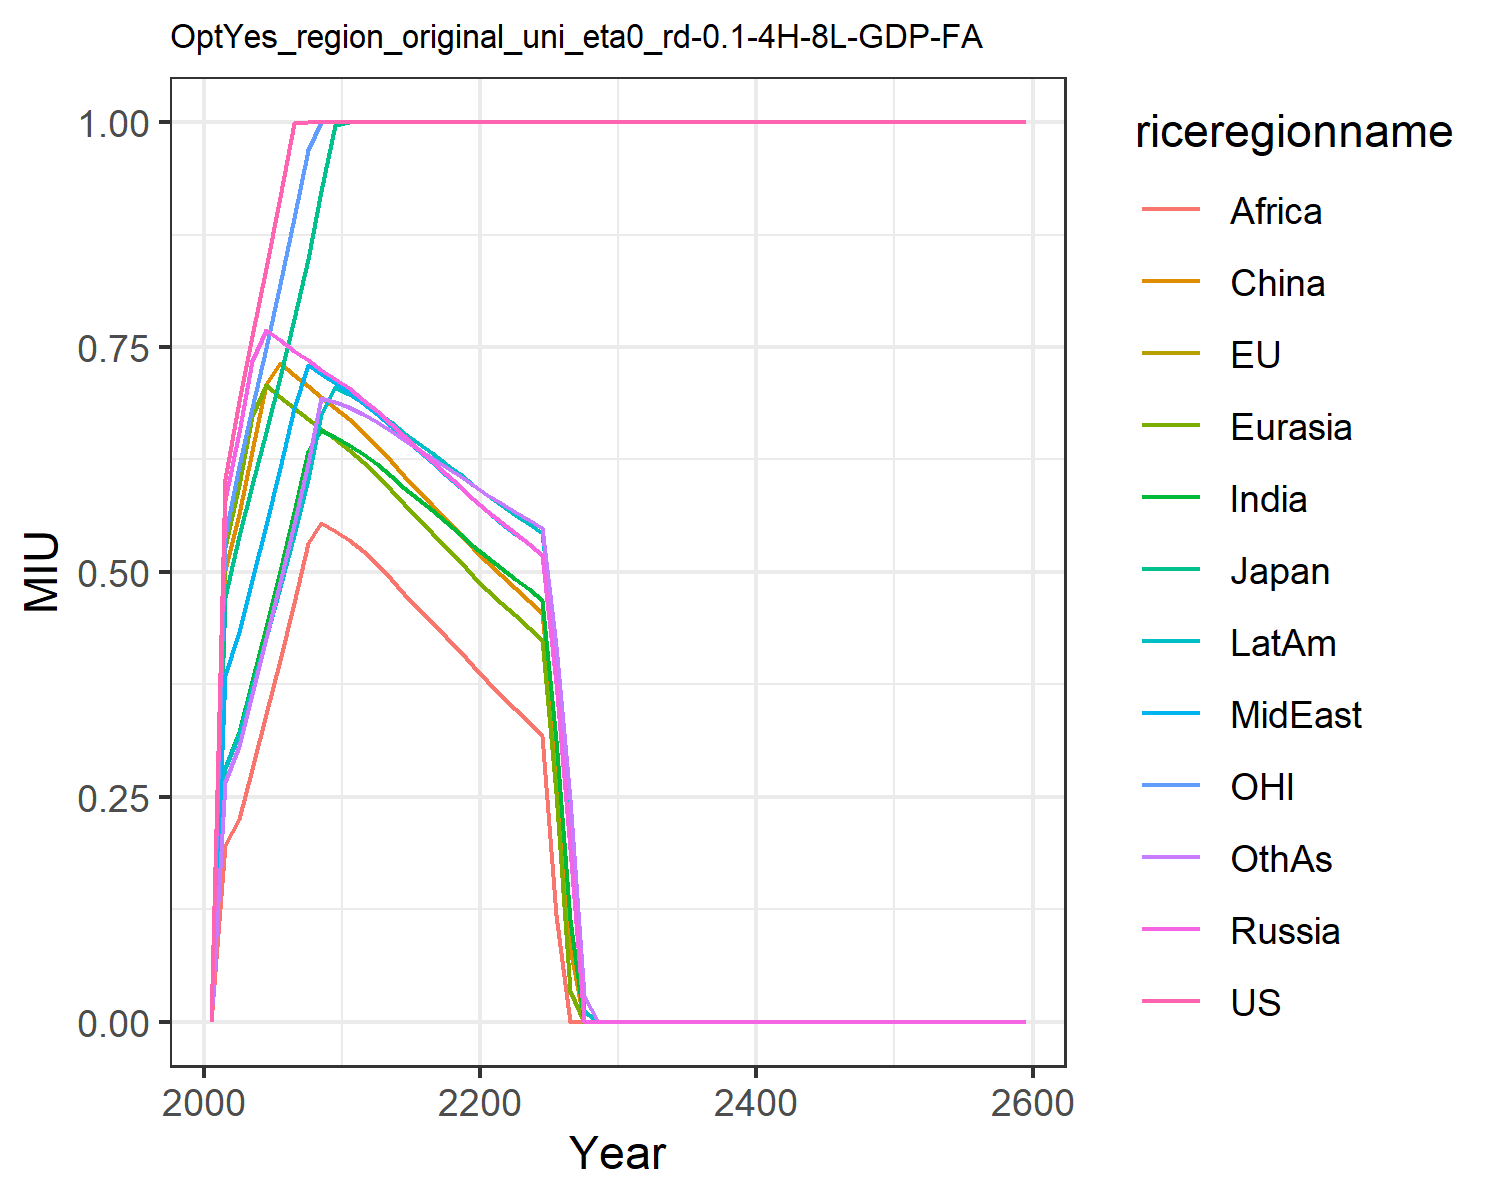 OptYes_region_original_uni_eta0_rd-0.1-4H-8L-GDP-FA
1.00
0.75
0.50
0.25
0.00
MIU
2000 2200 2400 2600
Year
riceregionname
Africa
China
EU
Eurasia
India
Japan
LatAm
MidEast
OHI
OthAs
Russia
US